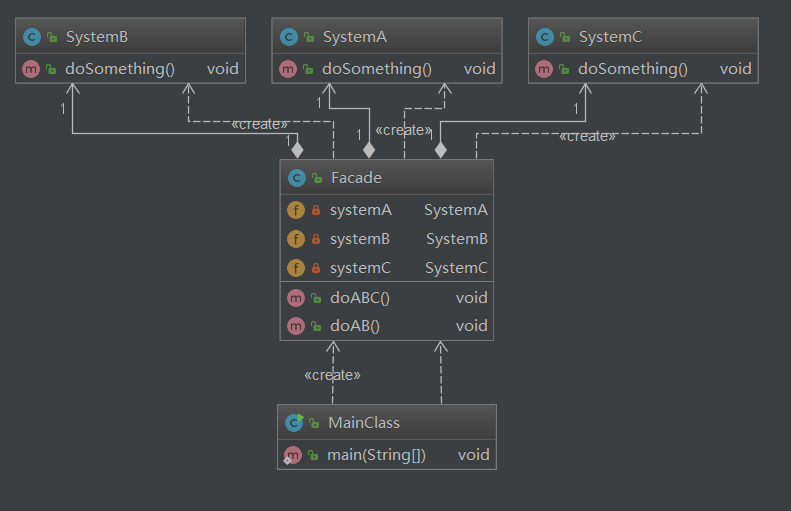 SystemB
doSomething() void
SystemA
doSomething() void
SystemC
doSomething() void
1
1
1
«create»
«create»
«create»
1
1
1
Facade
systemA SystemA
systemB SystemB
systemC SystemC
doABC() void
doAB() void
«create»
MainClass
main(String[]) void